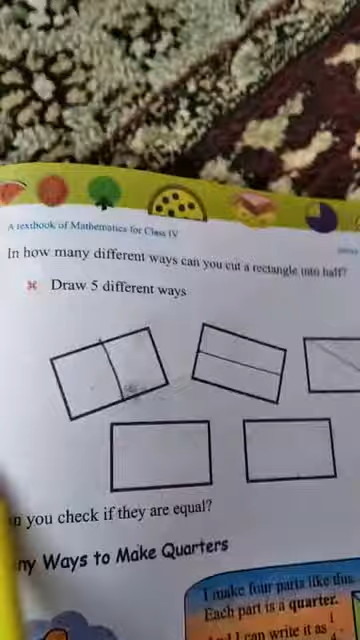 A textbook of Mathematics for Class IV
In how many different ways can you cut a rectangle into half?
⌘ Draw 5 different ways
you check if they are equal?
Ways to Make Quarters
I make four parts like this.
Each part is a quarter.
I can write it as 1